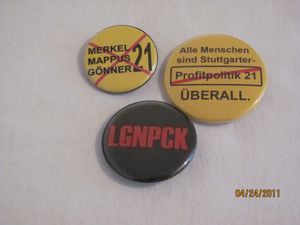 MERKEL
MAPPUS 21
GÖNNER
Alle Menschen
sind Stuttgarter-
Profitpolitik 21
ÜBERALL.
LGNPCK
04/24/2011